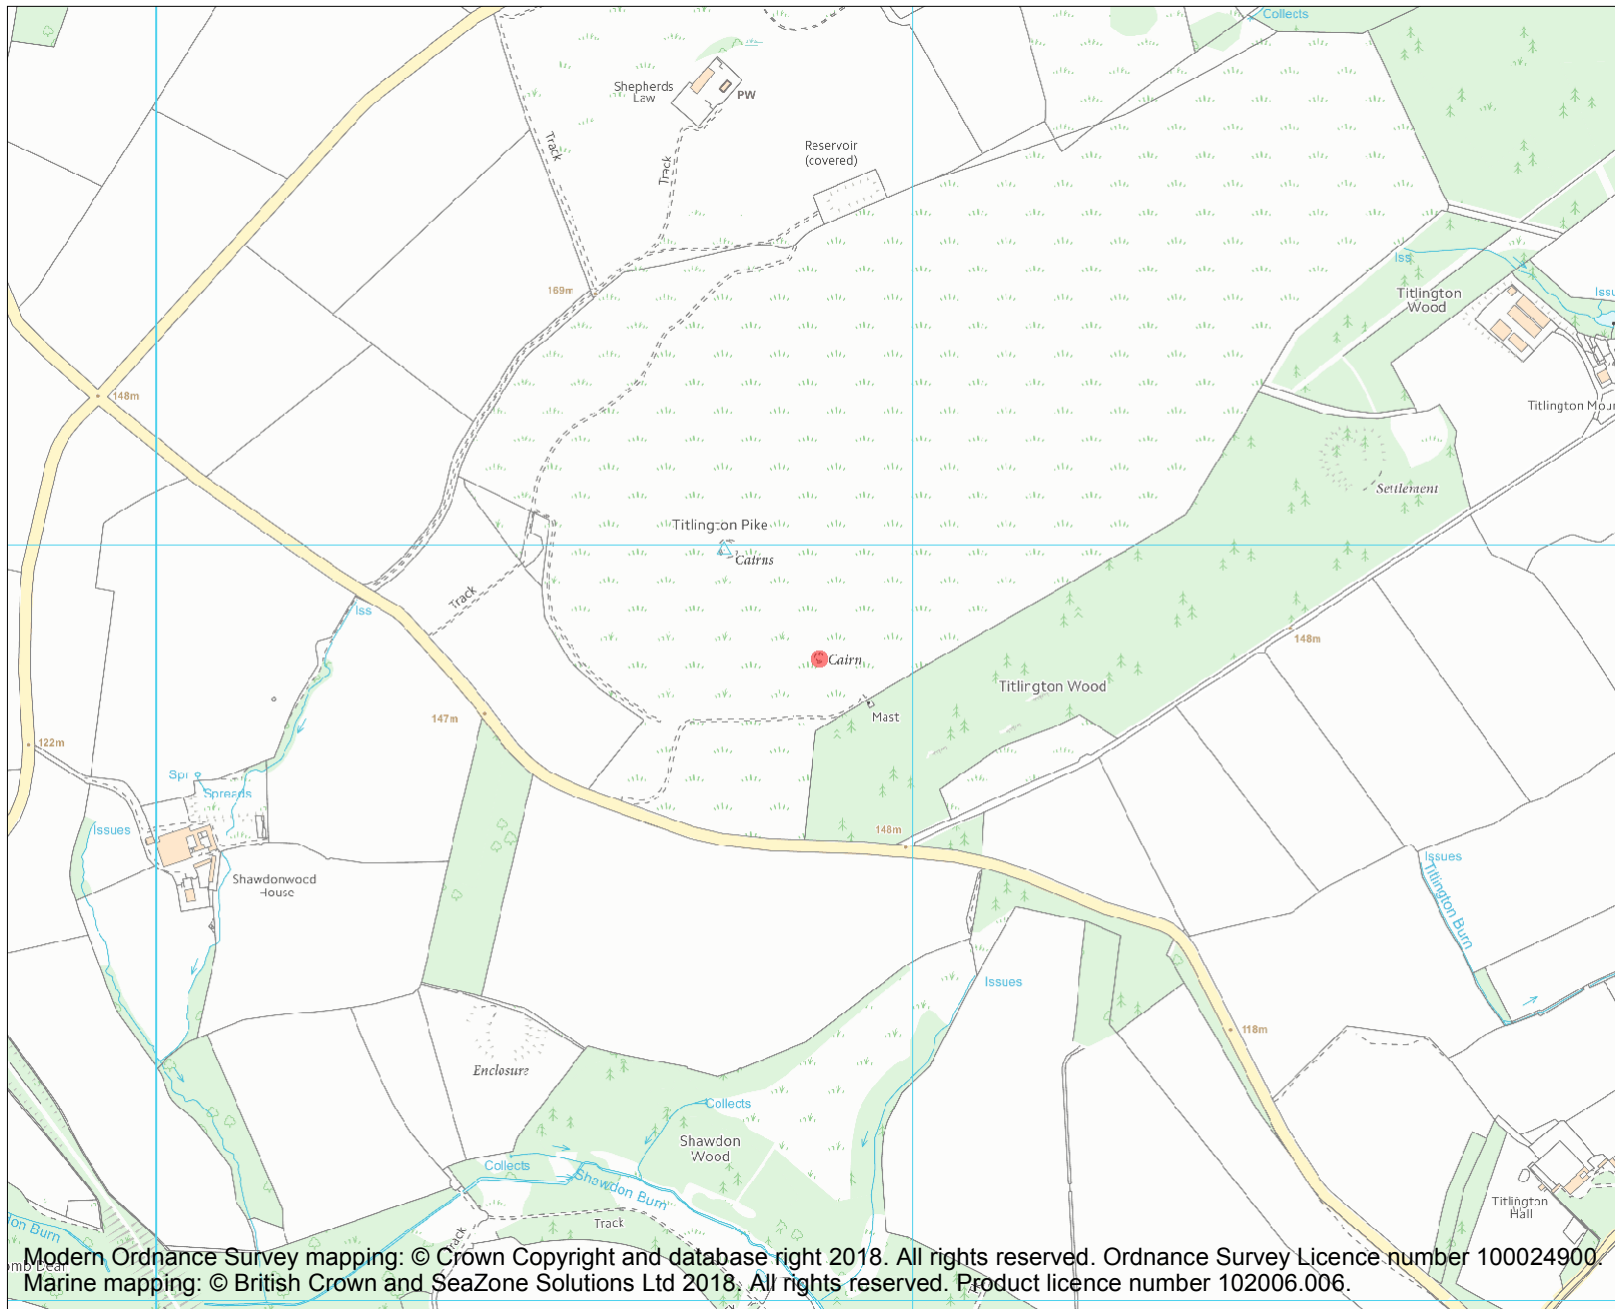 Collects
Shepherds
Law
PW
Track
Track
Reservoir
(covered)
Iss
169m
Titlington
Wood
148m
Titlington
Settlement
Titlington Pike
Cairns
Track
Iss
Cairn
148m
Titlington Wood
147m
Mast
122m
Spr
Spreads
Issues
148m
Issues
Shawdonwood
House
Titlington Burn
Issues
118m
Enclosure
Collects
Shawdon
Wood
Collects
Shawdon Burn
Titlington
Hall
Track
Track
Burn
Modern Ordnance Survey mapping: © Crown Copyright and database right 2018. All rights reserved. Ordnance Survey Licence number 100024900.
Marine mapping: © British Crown and SeaZone Solutions Ltd 2018. All rights reserved. Product licence number 102006.006.